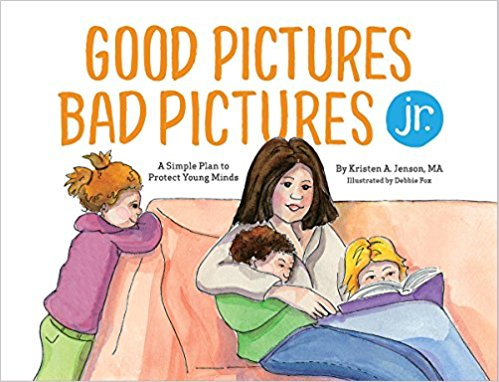 GOOD PICTURES
BAD PICTURES jr.
A Simple Plan to
Protect Young Minds
By Kristen A. Jenson, MA
Illustrated by Debbie Fox